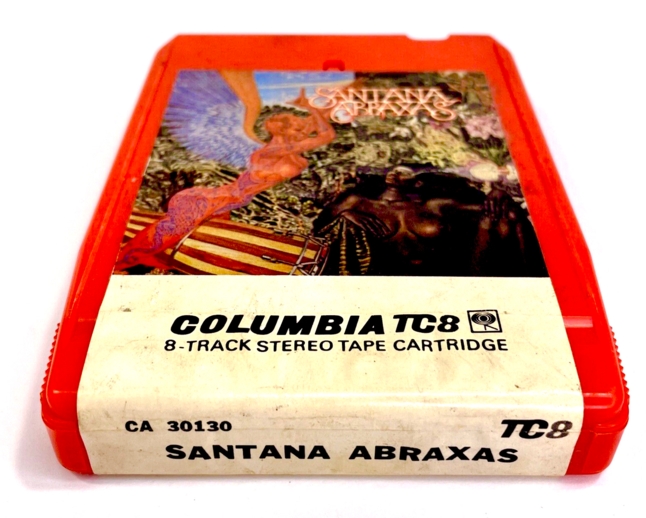 SANTANA
ABRAXAS
COLUMBIA TC8
8-TRACK STEREO TAPE CARTRIDGE
CA 30130 TC8
SANTANA ABRAXAS